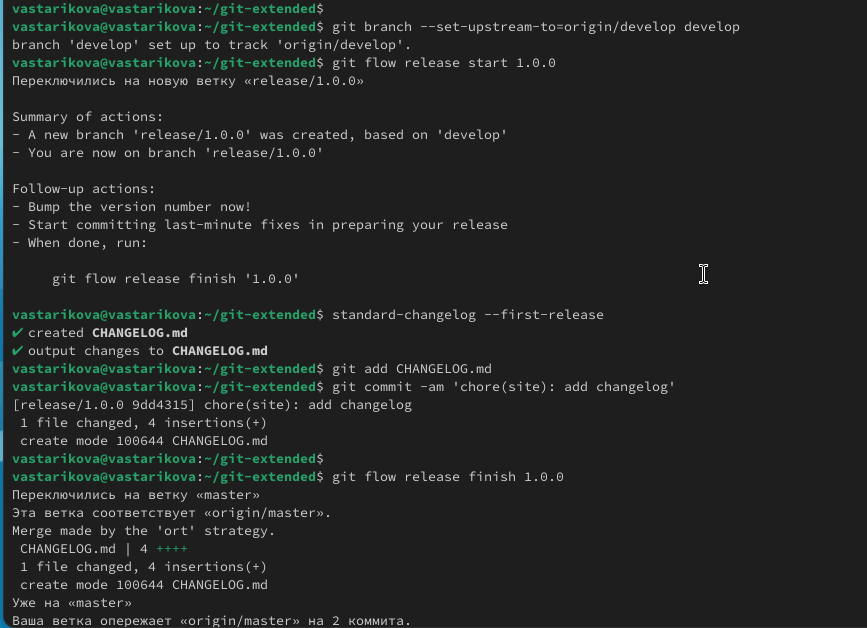 vastarikova@vastarikova:~/git-extended$
vastarikova@vastarikova:~/git-extended$ git branch --set-upstream-to=origin/develop develop
branch 'develop' set up to track 'origin/develop'.
vastarikova@vastarikova:~/git-extended$ git flow release start 1.0.0
Переключились на новую ветку «release/1.0.0»
Summary of actions:
- A new branch 'release/1.0.0' was created, based on 'develop'
- You are now on branch 'release/1.0.0'
Follow-up actions:
- Bump the version number now!
- Start committing last-minute fixes in preparing your release
- When done, run:
git flow release finish '1.0.0'
vastarikova@vastarikova:~/git-extended$ standard-changelog --first-release
✔ created CHANGELOG.md
✔ output changes to CHANGELOG.md
vastarikova@vastarikova:~/git-extended$ git add CHANGELOG.md
vastarikova@vastarikova:~/git-extended$ git commit -am 'chore(site): add changelog'
[release/1.0.0 9dd4315] chore(site): add changelog
1 file changed, 4 insertions(+)
create mode 100644 CHANGELOG.md
vastarikova@vastarikova:~/git-extended$
vastarikova@vastarikova:~/git-extended$ git flow release finish 1.0.0
Переключились на ветку «master»
Эта ветка соответствует «origin/master».
Merge made by the 'ort' strategy.
CHANGELOG.md | 4 ++++
1 file changed, 4 insertions(+)
create mode 100644 CHANGELOG.md
Уже на «master»
Ваша ветка опережает «origin/master» на 2 коммита.